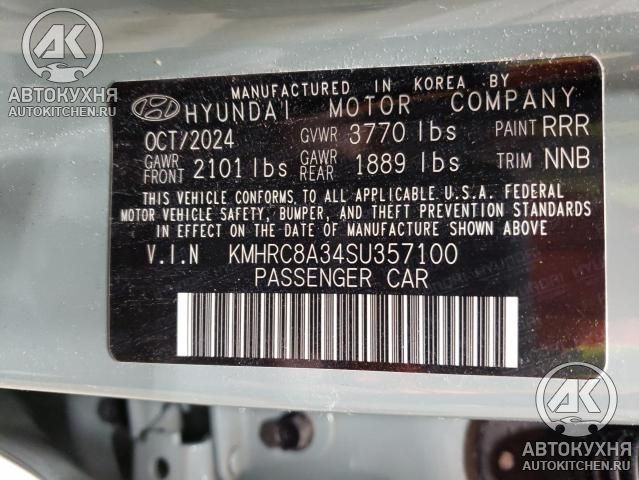 АВТОКУХНЯ
AUTOKITCHEN.RU
MANUFACTURED IN KOREA BY
HYUNDAI MOTOR COMPANY
OCT/2024 GVWR 3770 lbs PAINT RRR
GAWR FRONT 2101 lbs GAWR REAR 1889 lbs TRIM NNB
THIS VEHICLE CONFORMS TO ALL APPLICABLE U.S.A. FEDERAL
MOTOR VEHICLE SAFETY, BUMPER, AND THEFT PREVENTION STANDARDS
IN EFFECT ON THE DATE OF MANUFACTURE SHOWN ABOVE
V.I.N KMHRC8A34SU357100
PASSENGER CAR
АВТОКУХНЯ
AUTOKITCHEN.RU